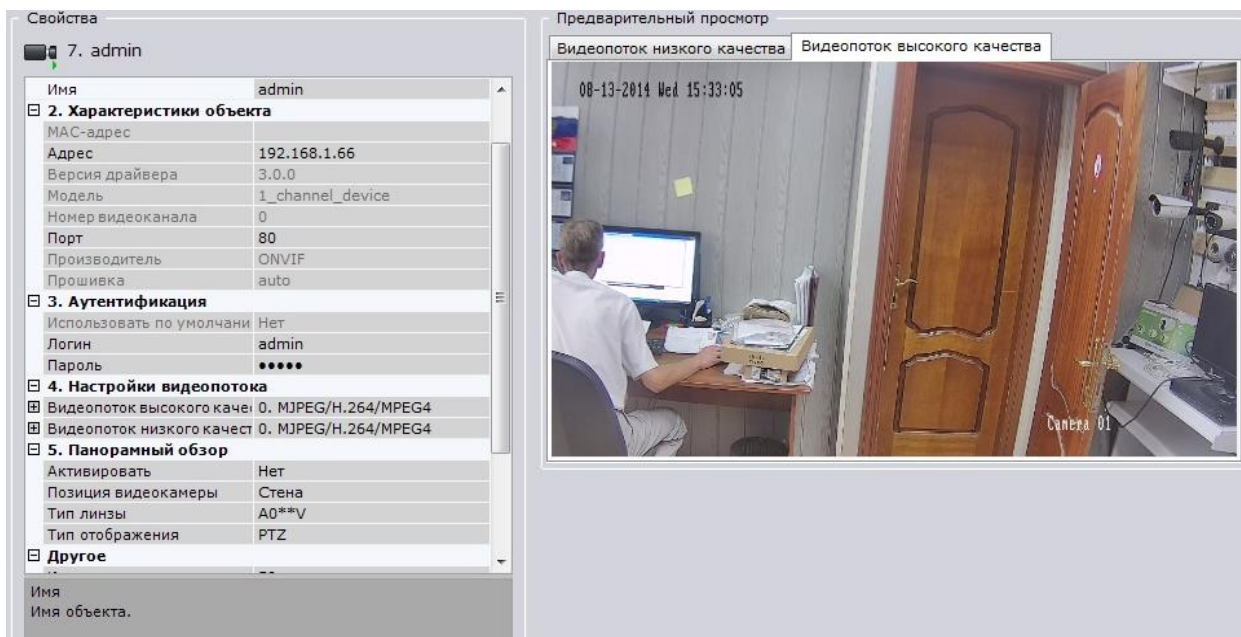 Свойства
7. admin
Имя admin
2. Характеристики объекта
MAC-адрес
Адрес 192.168.1.66
Версия драйвера 3.0.0
Модель 1_channel_device
Номер видеоканала 0
Порт 80
Производитель ONVIF
Прошивка auto
3. Аутентификация
Использовать по умолчани Нет
Логин admin
Пароль •••••
4. Настройки видеопотока
Видеопоток высокого каче 0. MJPEG/H.264/MPEG4
Видеопоток низкого качест 0. MJPEG/H.264/MPEG4
5. Панорамный обзор
Активировать Нет
Позиция видеокамеры Стена
Тип линзы A0**V
Тип отображения PTZ
Другое
Имя
Имя объекта.
Предварительный просмотр
Видеопоток низкого качества Видеопоток высокого качества
08-13-2014 Wed 15:33:05
Camera 01